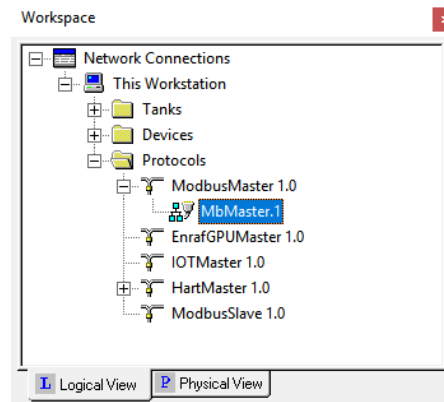 Workspace
Network Connections
This Workstation
Tanks
Devices
Protocols
ModbusMaster 1.0
MbMaster.1
EnrafGPUMaster 1.0
IOTMaster 1.0
HartMaster 1.0
ModbusSlave 1.0
L Logical View P Physical View